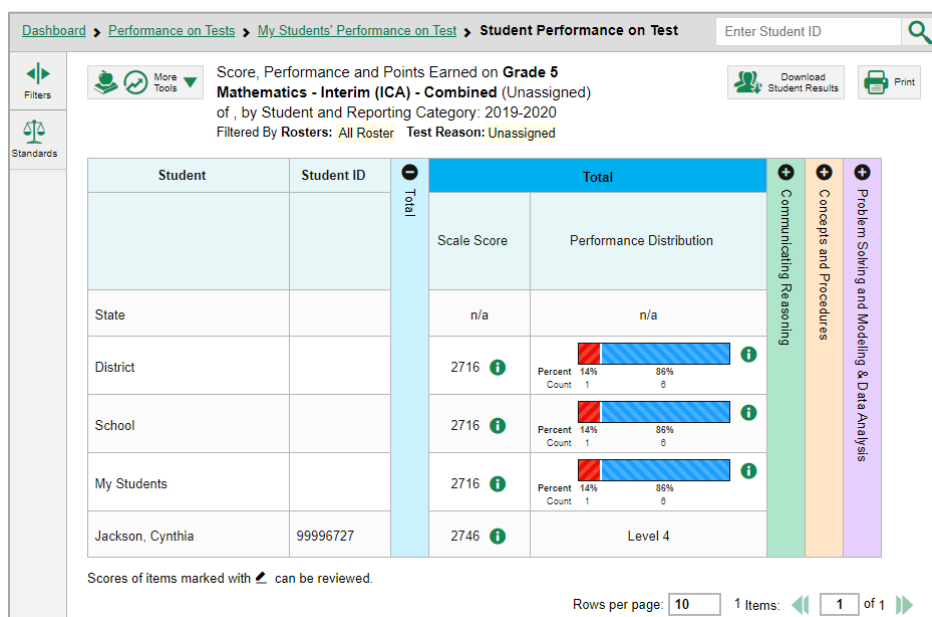 Dashboard > Performance on Tests > My Students' Performance on Test > Student Performance on Test
Enter Student ID
Filters
Standards
More Tools
Score, Performance and Points Earned on Grade 5
Mathematics - Interim (ICA) - Combined (Unassigned)
of , by Student and Reporting Category: 2019-2020
Filtered By Rosters: All Roster Test Reason: Unassigned
Download
Student Results
Print
Student Student ID Total Total
Scale Score Performance Distribution
Communicating Reasoning
Concepts and Procedures
Problem Solving and Modeling & Data Analysis
State n/a n/a
District 2716
Percent 14% 86%
Count 1 6
School 2716
Percent 14% 86%
Count 1 6
My Students 2716
Percent 14% 86%
Count 1 6
Jackson, Cynthia 99996727 2746 Level 4
Scores of items marked with can be reviewed.
Rows per page: 10 1 Items: 1 of 1